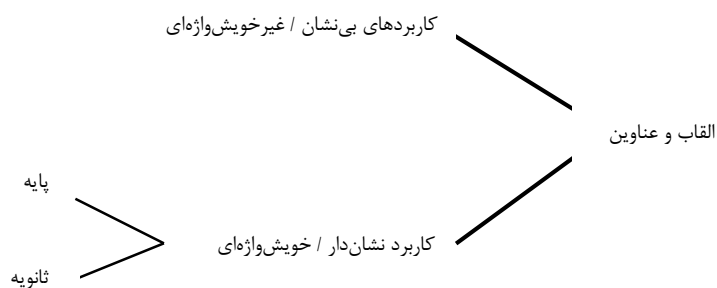 کاربردهای بی‌نشان / غیرخویش‌واژه‌ای
القاب و عناوین
پایه
کاربرد نشان‌دار / خویش‌واژه‌ای
ثانویه